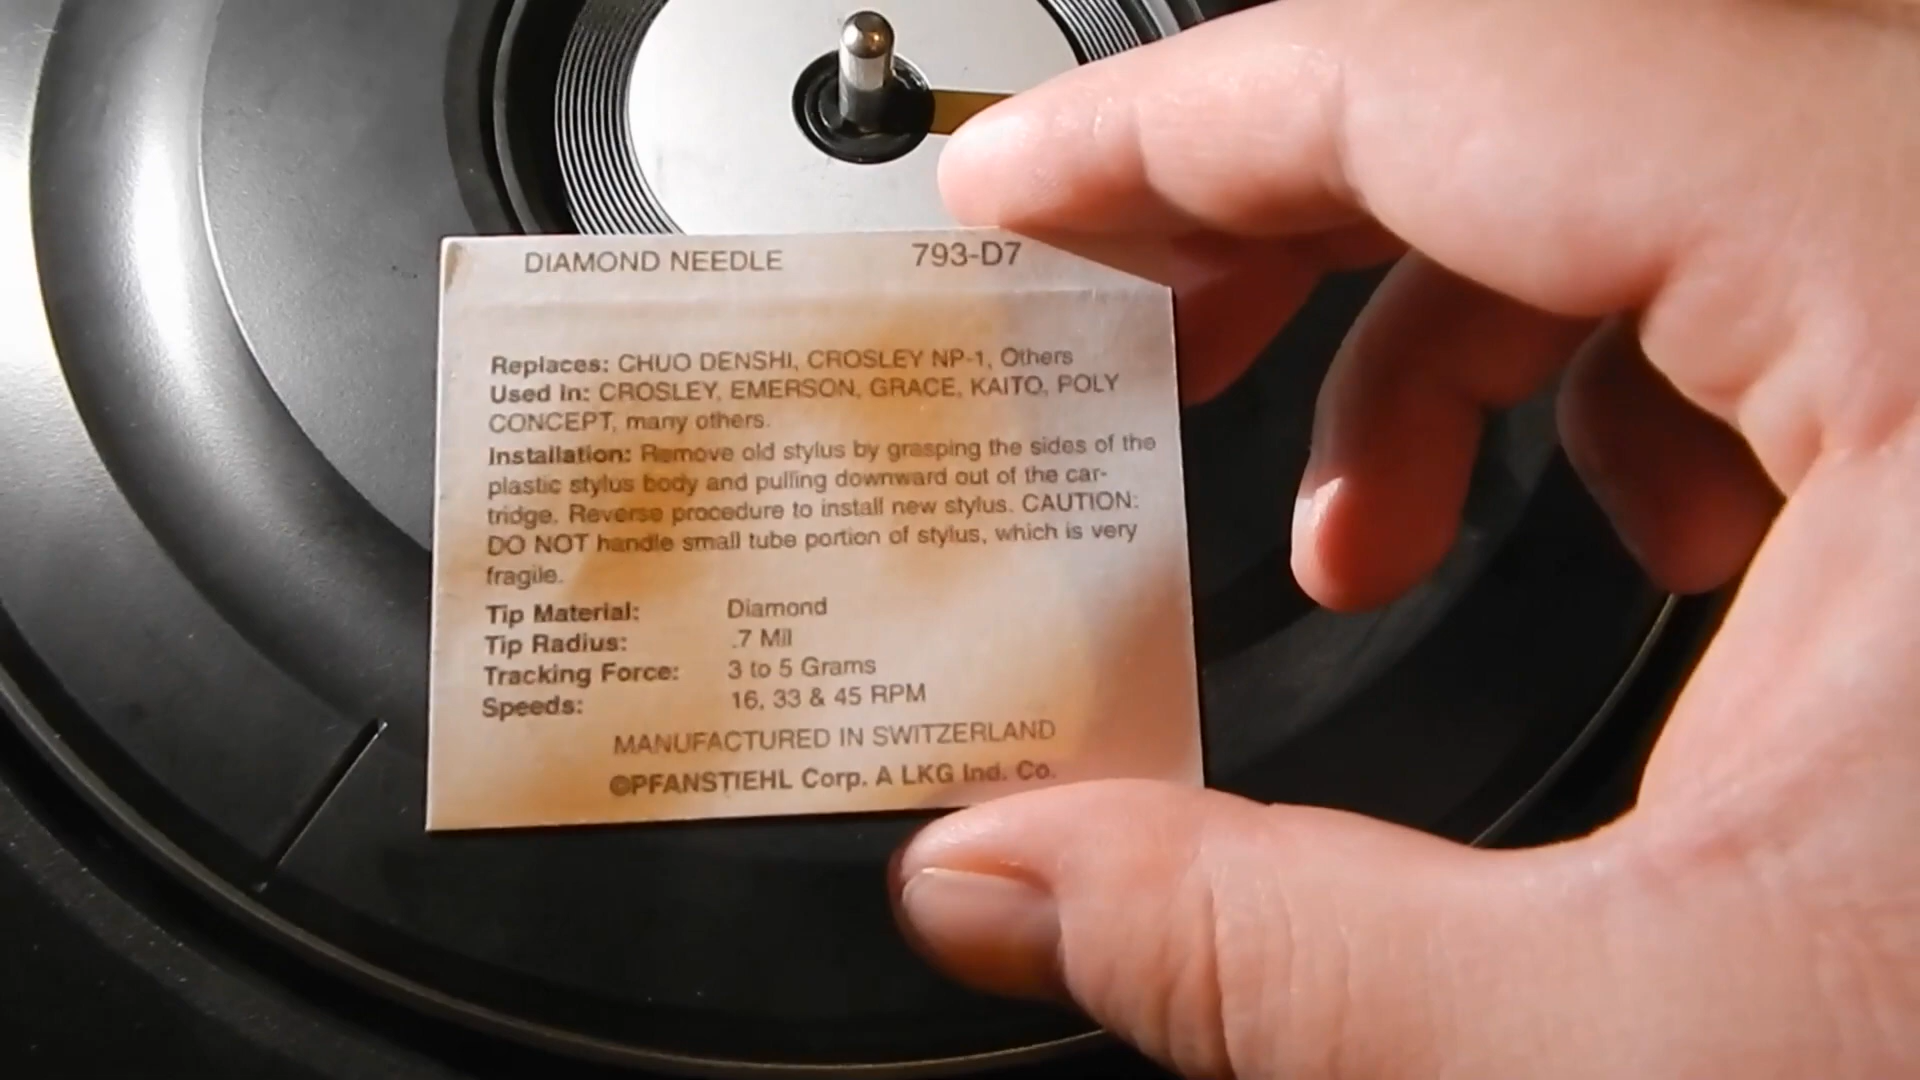 DIAMOND NEEDLE 793-D7
Replaces: CHUO DENSHI, CROSLEY NP-1, Others
Used In: CROSLEY, EMERSON, GRACE, KAITO, POLY
CONCEPT, many others.
Installation: Remove old stylus by grasping the sides of the
plastic stylus body and pulling downward out of the car-
tridge. Reverse procedure to install new stylus. CAUTION:
DO NOT handle small tube portion of stylus, which is very
fragile.
Tip Material: Diamond
Tip Radius: .7 Mil
Tracking Force: 3 to 5 Grams
Speeds: 16, 33 & 45 RPM
MANUFACTURED IN SWITZERLAND
©PFANSTIEHL Corp. A LKG Ind. Co.